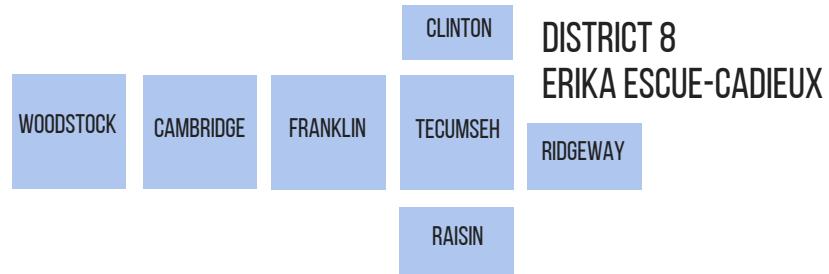 CLINTON
DISTRICT 8
ERIKA ESCUE-CADIEUX
WOODSTOCK
CAMBRIDGE
FRANKLIN
TECUMSEH
RIDGEWAY
RAISIN